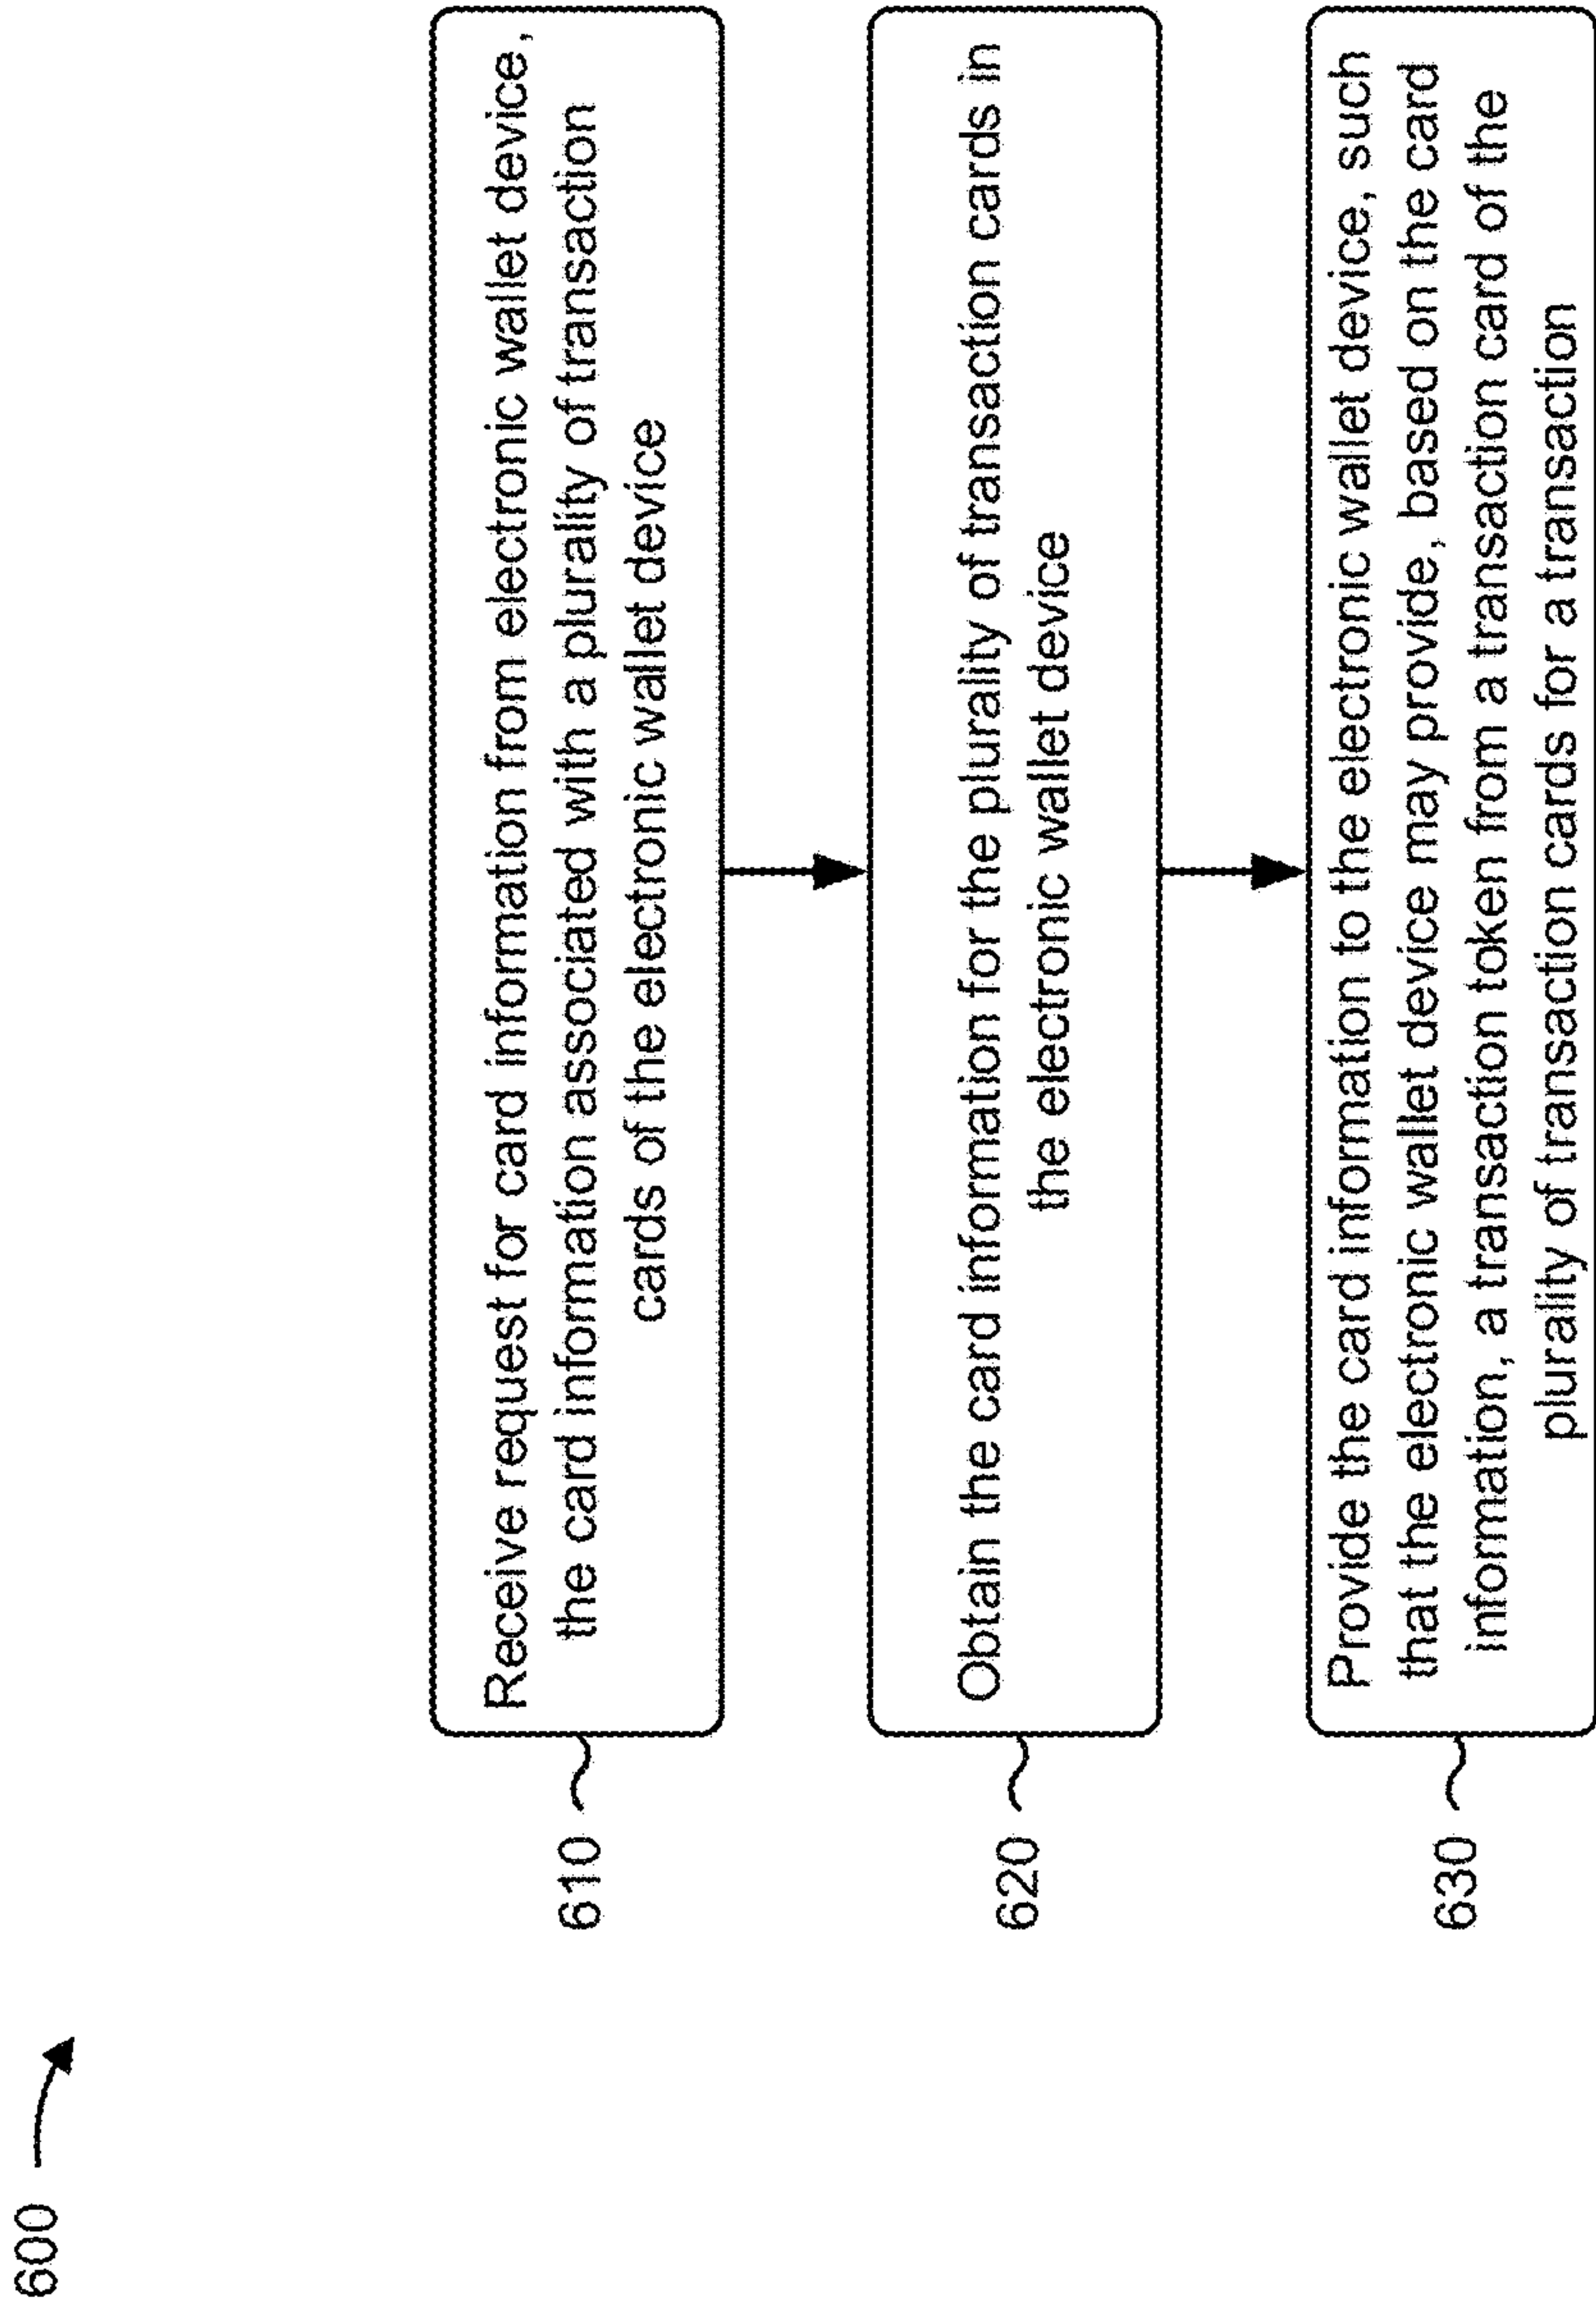 600
610
Receive request for card information from electronic wallet device,
the card information associated with a plurality of transaction
cards of the electronic wallet device
620
Obtain the card information for the plurality of transaction cards in
the electronic wallet device
630
Provide the card information to the electronic wallet device, such
that the electronic wallet device may provide, based on the card
information, a transaction token from a transaction card of the
plurality of transaction cards for a transaction